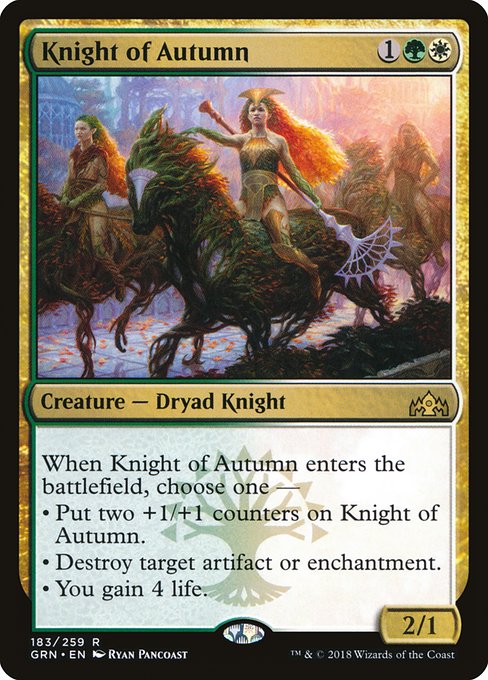 Knight of Autumn 1
Creature — Dryad Knight
When Knight of Autumn enters the
battlefield, choose one —
• Put two +1/+1 counters on Knight of
Autumn.
• Destroy target artifact or enchantment.
• You gain 4 life.
2/1
183/259 R
GRN • EN Ryan Pancoast
™ & © 2018 Wizards of the Coast